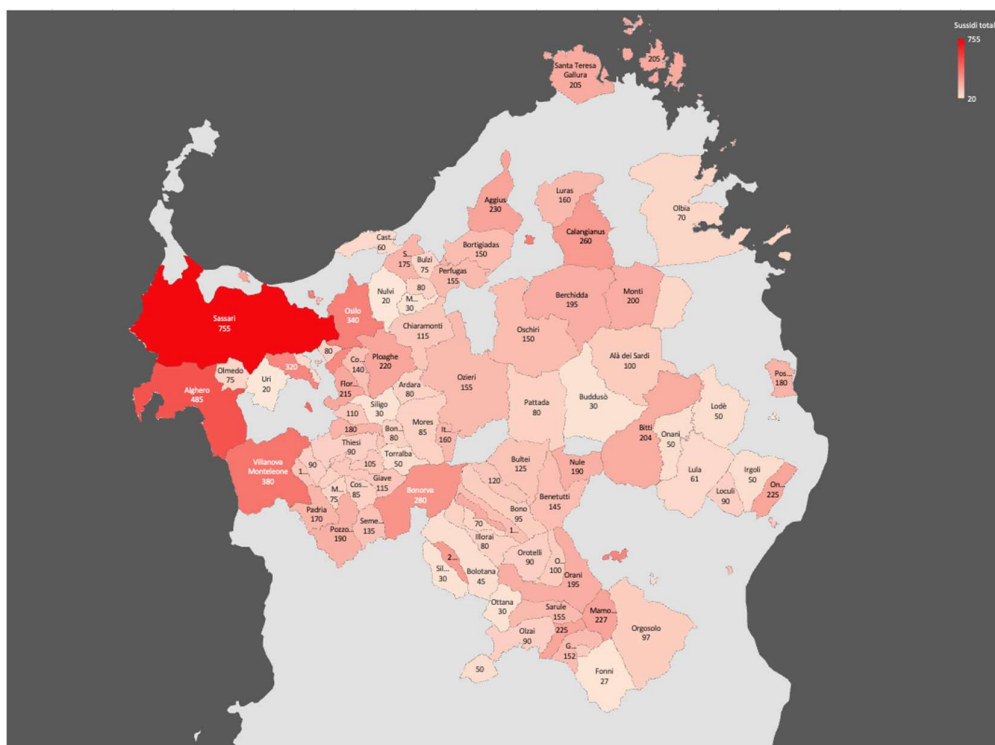 Sussidi total
755
20
Santa Teresa
Gallura
205
205
Aggius
230
Luras
160
Calangianus
260
Olbia
70
Cast...
60
S...
175
Bulzi
75
Bortigiadas
150
Perfugas
155
80
Nulvi
20
M...
30
Osilo
340
Sassari
755
Chiaramonti
115
Berchidda
195
Monti
200
Oschiri
150
Alà dei Sardi
100
80
320
Co...
140
Ploaghe
220
Olmedo
75
Uri
20
Alghero
485
Flor...
215
Ardara
80
Ozieri
155
Pattada
80
Buddusò
30
Pos...
180
Siligo
30
110
180
Bon...
80
Mores
85
It...
160
Bitti
204
Lodè
50
Onanì
50
Thiesi
90
Torralba
50
105
90
1...
Villanova
Monteleone
380
M...
75
Cos...
85
Giave
115
Bonorva
280
Bultei
125
120
Nule
190
Lula
61
Irgoli
50
Loculi
90
On...
225
Padria
170
Pozzo...
190
Seme...
135
Benetutti
145
Bono
95
1...
70
Illorai
80
Orotelli
90
O...
100
2...
Sil...
30
Bolotana
45
Orani
195
Ottana
30
Sarule
155
Mamo...
227
Orgosolo
97
Olzai
90
225
G...
152
50
Fonni
27